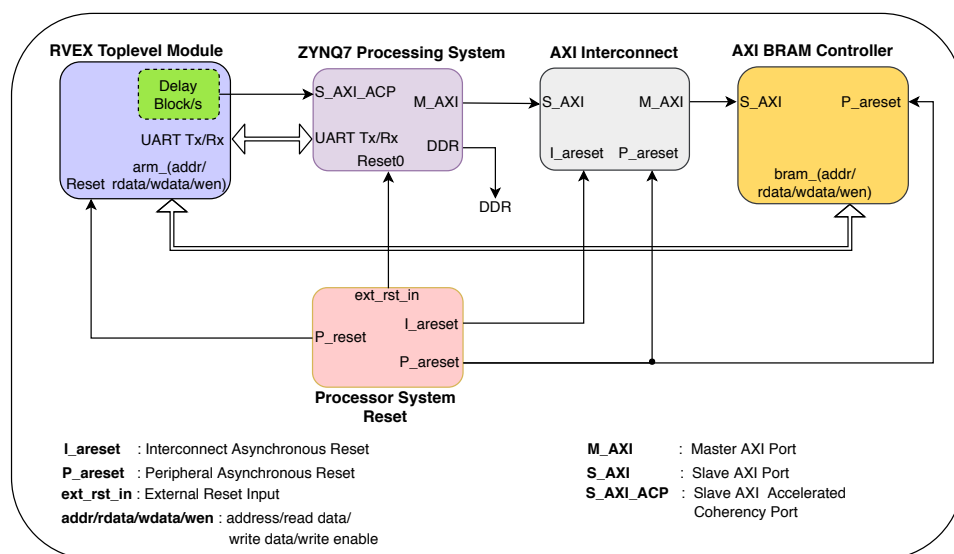 RVEX Toplevel Module
ZYNQ7 Processing System
AXI Interconnect
AXI BRAM Controller
Delay
Block/s
UART Tx/Rx
arm_(addr/
Reset rdata/wdata/wen)
S_AXI_ACP
M_AXI
UART Tx/Rx
DDR
Reset0
DDR
S_AXI
M_AXI
I_areset
P_areset
S_AXI
P_areset
bram_(addr/
rdata/wdata/wen)
ext_rst_in
I_areset
P_reset
P_areset
Processor System
Reset
I_areset : Interconnect Asynchronous Reset
P_areset : Peripheral Asynchronous Reset
ext_rst_in : External Reset Input
addr/rdata/wdata/wen : address/read data/
write data/write enable
M_AXI : Master AXI Port
S_AXI : Slave AXI Port
S_AXI_ACP : Slave AXI Accelerated
Coherency Port